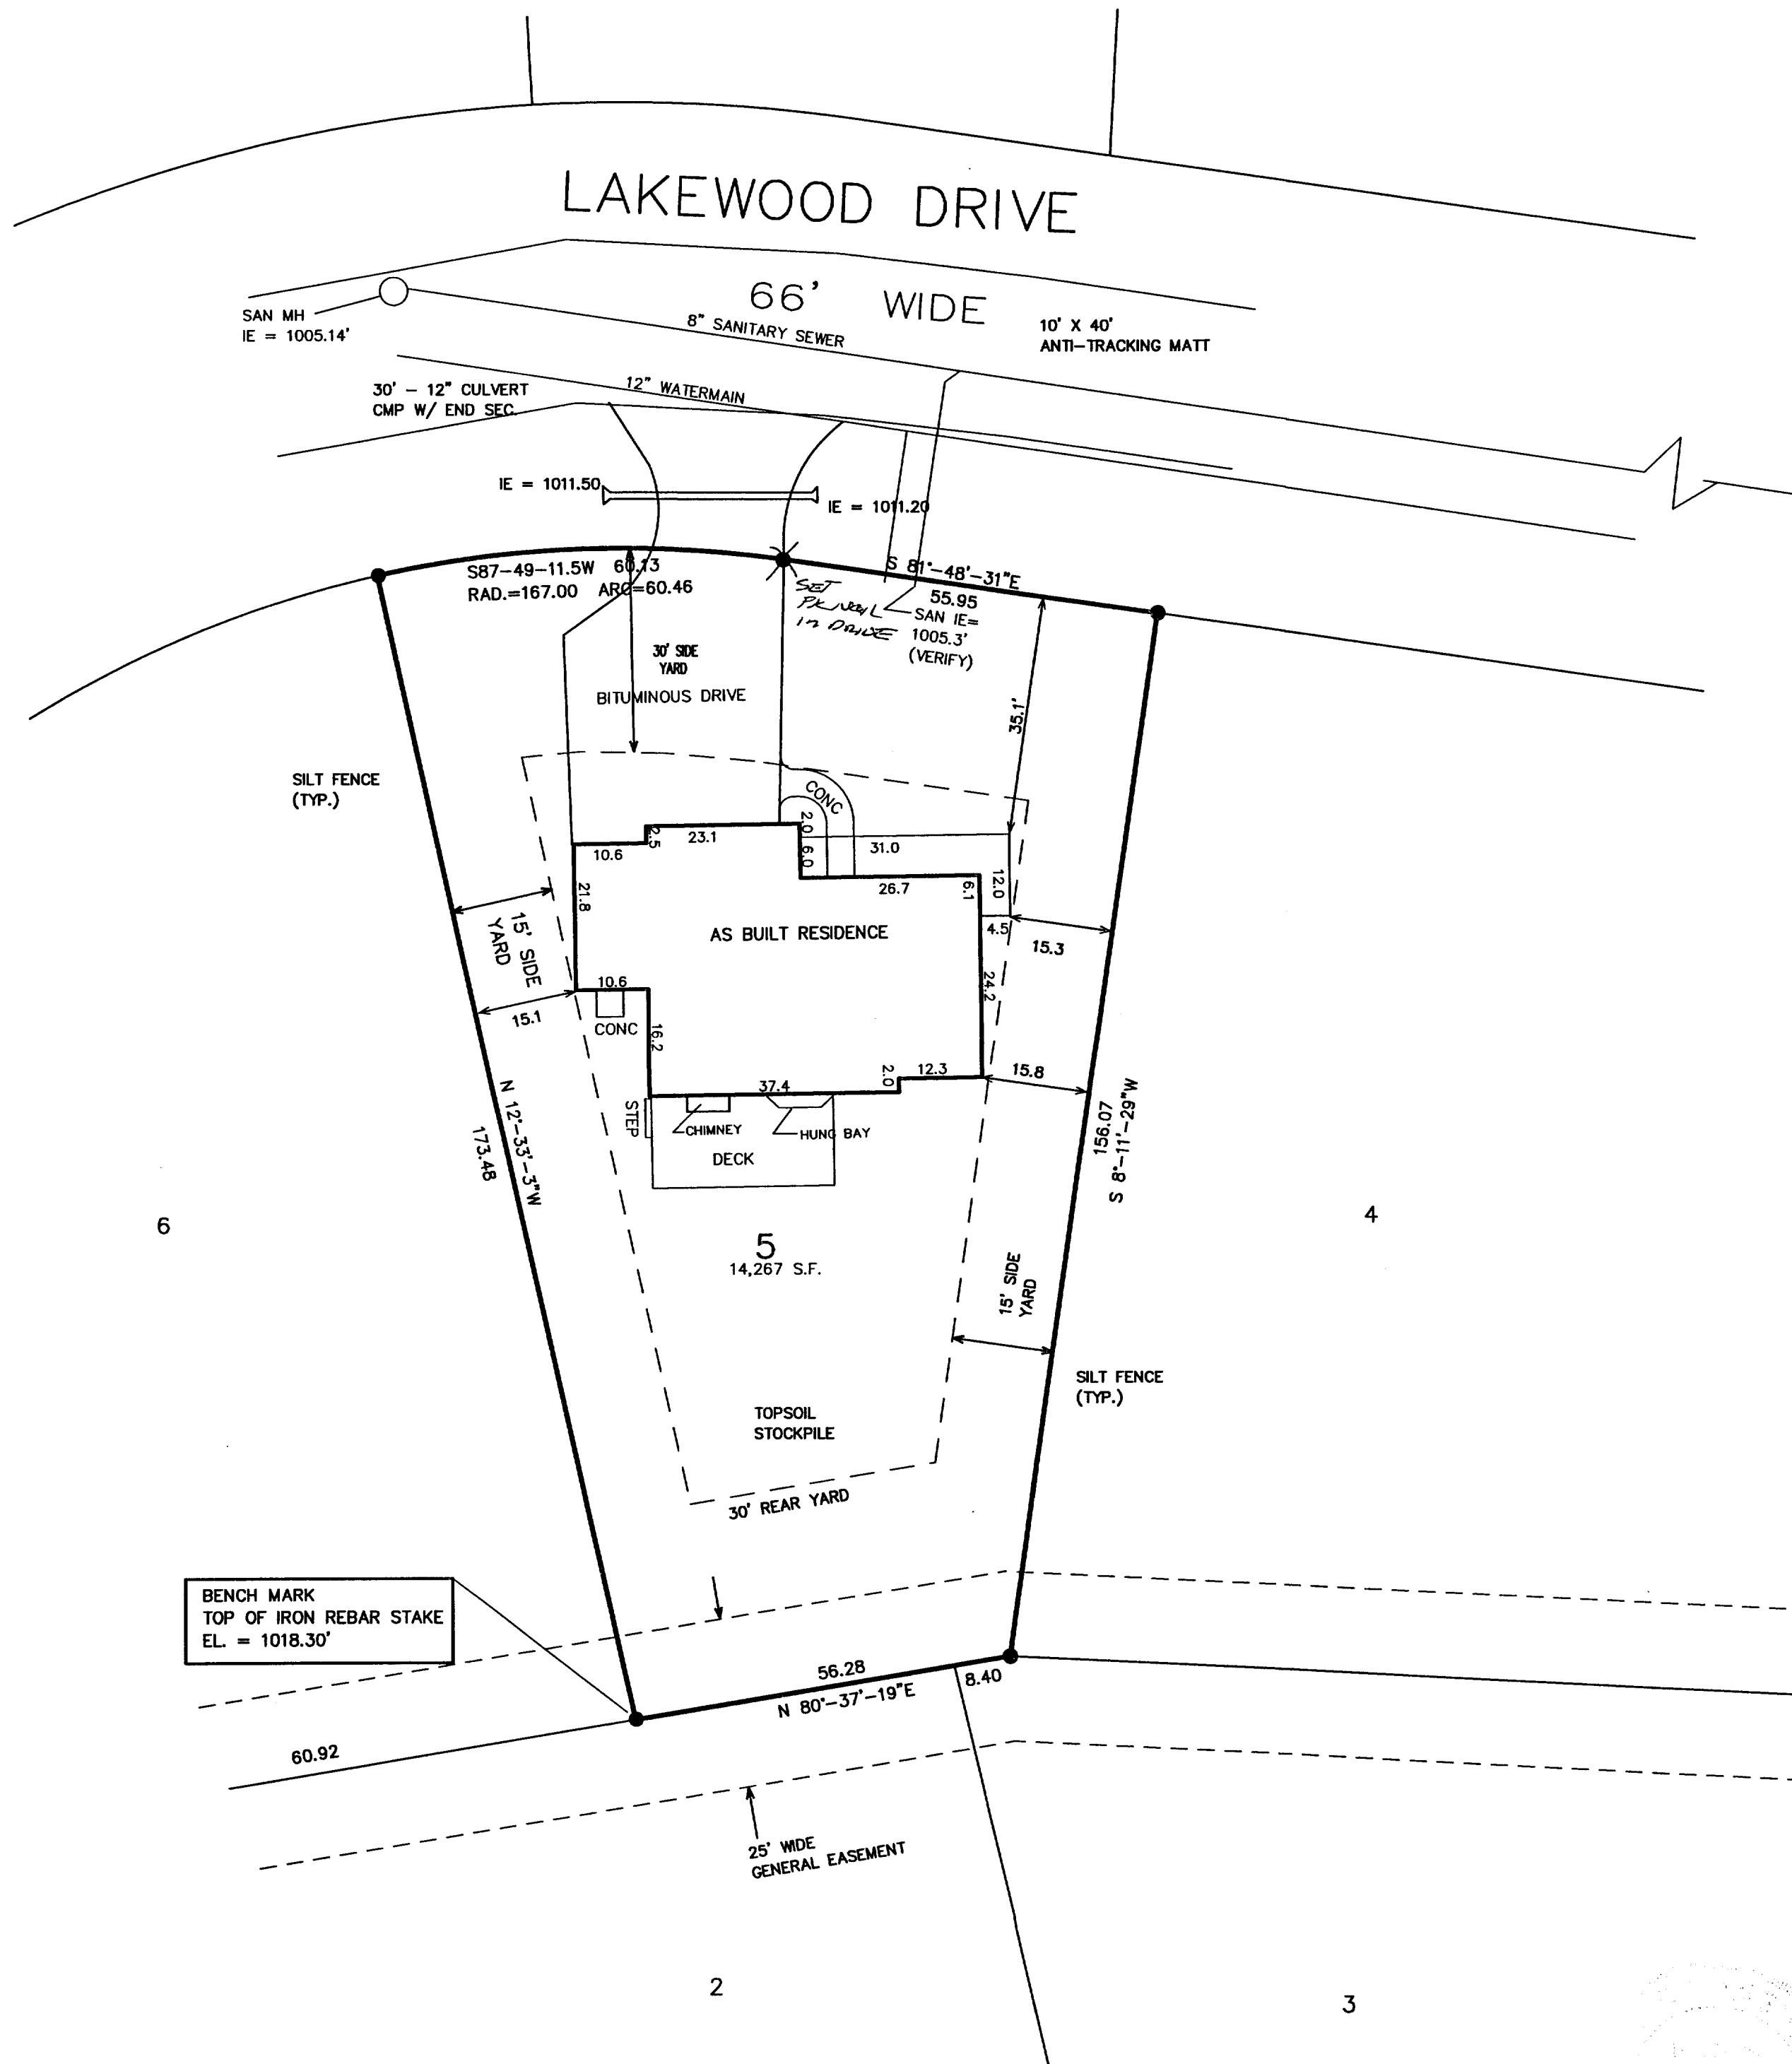 LAKEWOOD DRIVE
66' WIDE
SAN MH
IE = 1005.14'
8" SANITARY SEWER
10' X 40'
ANTI-TRACKING MATT
30' - 12" CULVERT
CMP W/ END SEC.
12" WATERMAIN
IE = 1011.50
IE = 1011.20
S87-49-11.5W 60.13
RAD.=167.00 ARC=60.46
S 81°-48'-31"E
55.95
SET
PK NAIL
IN DRIVE
SAN IE=
1005.3'
(VERIFY)
30' SIDE
YARD
BITUMINOUS DRIVE
35.1'
SILT FENCE
(TYP.)
CONC
2.5
23.1
2.0
6.0
31.0
10.6
26.7
6.1
12.0
21.8
15' SIDE
YARD
AS BUILT RESIDENCE
4.5
15.3
10.6
24.2
15.1
CONC
16.2
37.4
2.0
12.3
15.8
STEP
CHIMNEY
HUNG BAY
DECK
N 12°-33'-3"W
173.48
156.07
S 8°-11'-29"W
6
4
5
14,267 S.F.
15' SIDE
YARD
SILT FENCE
(TYP.)
TOPSOIL
STOCKPILE
30' REAR YARD
BENCH MARK
TOP OF IRON REBAR STAKE
EL. = 1018.30'
56.28
N 80°-37'-19"E
8.40
60.92
25' WIDE
GENERAL EASEMENT
2
3